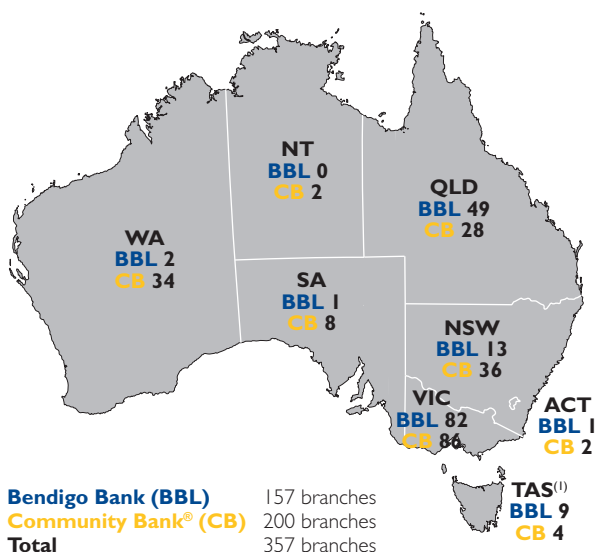 NT
BBL 0
CB 2
QLD
BBL 49
CB 28
WA
BBL 2
CB 34
SA
BBL 1
CB 8
NSW
BBL 13
CB 36
VIC
BBL 82
CB 86
ACT
BBL 1
CB 2
TAS(1)
BBL 9
CB 4
Bendigo Bank (BBL) 157 branches
Community Bank® (CB) 200 branches
Total 357 branches